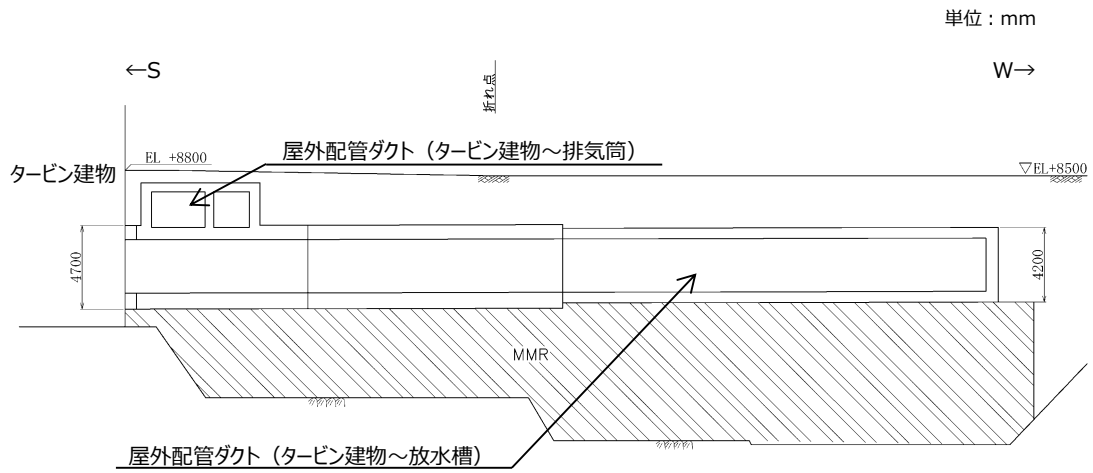 単位：mm
←S
W→
折れ点
EL +8800
屋外配管ダクト（タービン建物～排気筒）
タービン建物
▽EL+8500
4700
4200
MMR
屋外配管ダクト（タービン建物～放水槽）